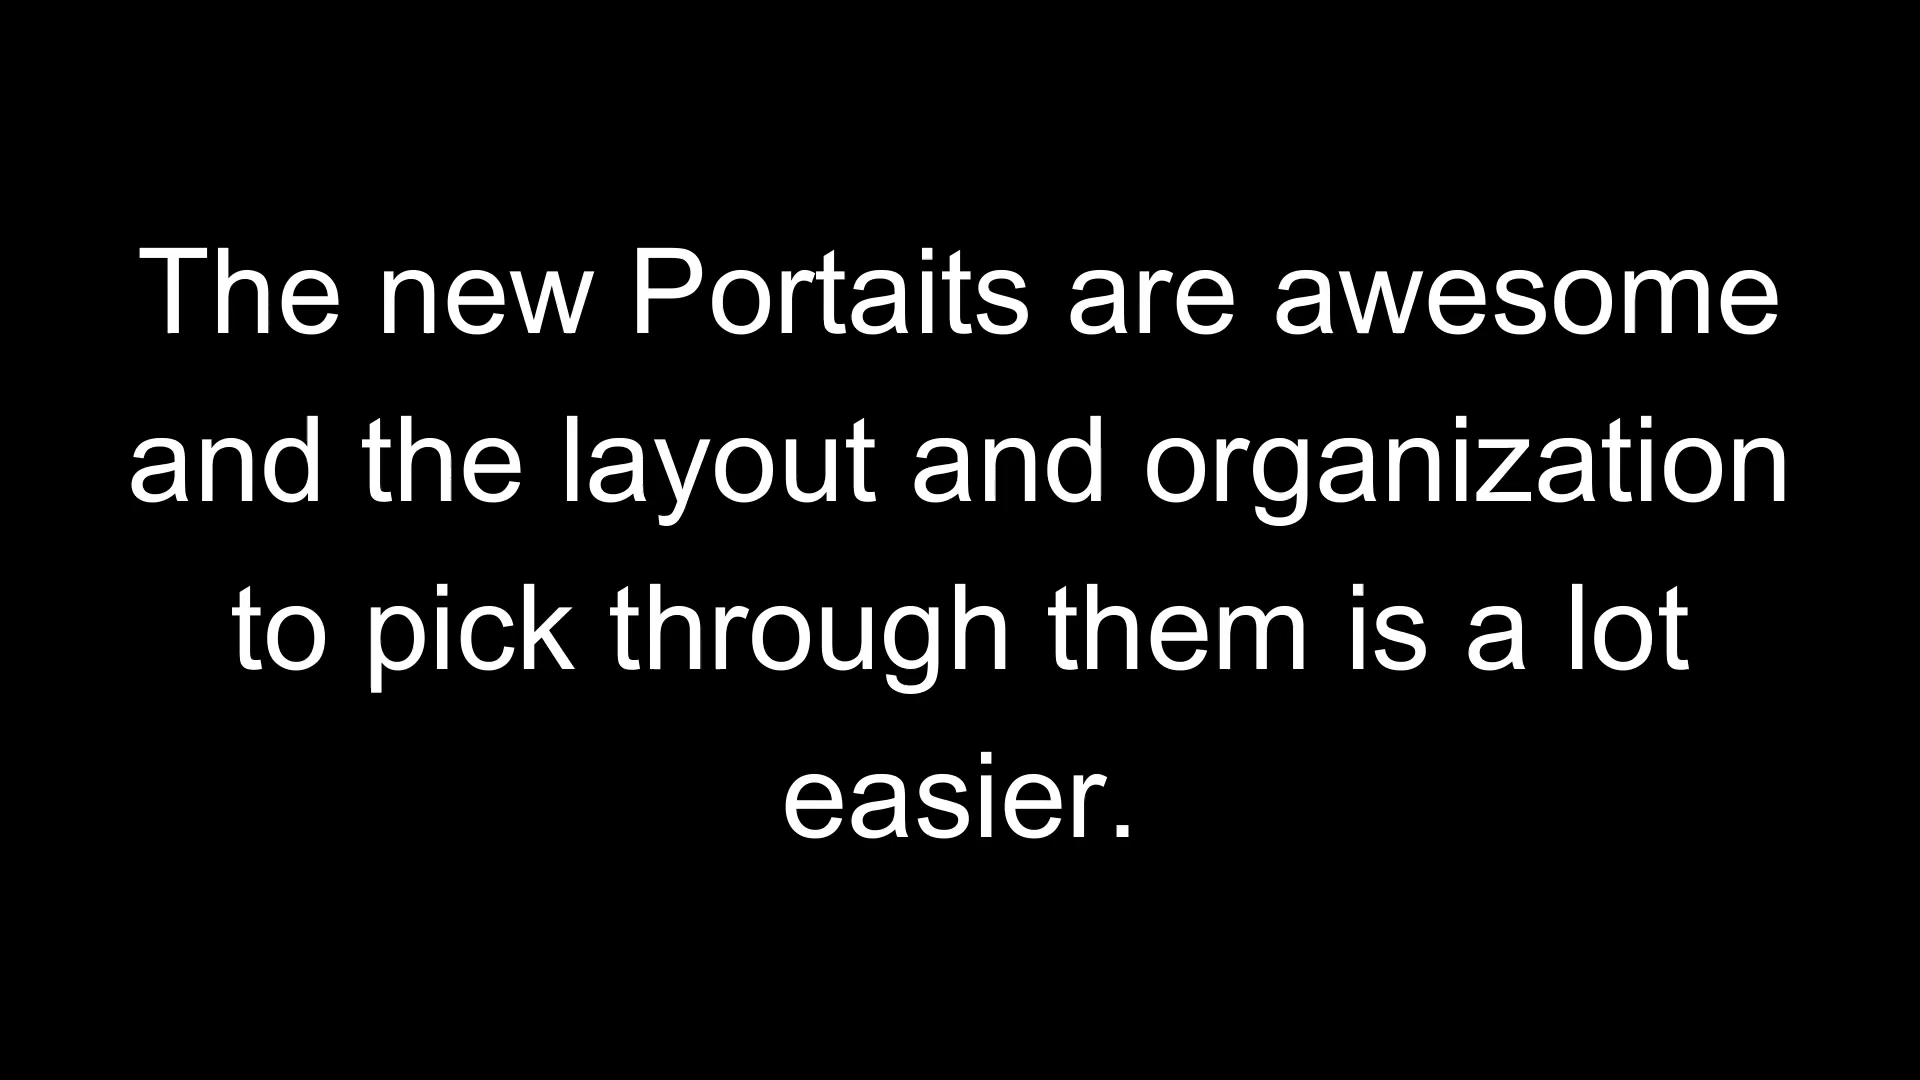 The new Portaits are awesome
and the layout and organization
to pick through them is a lot
easier.